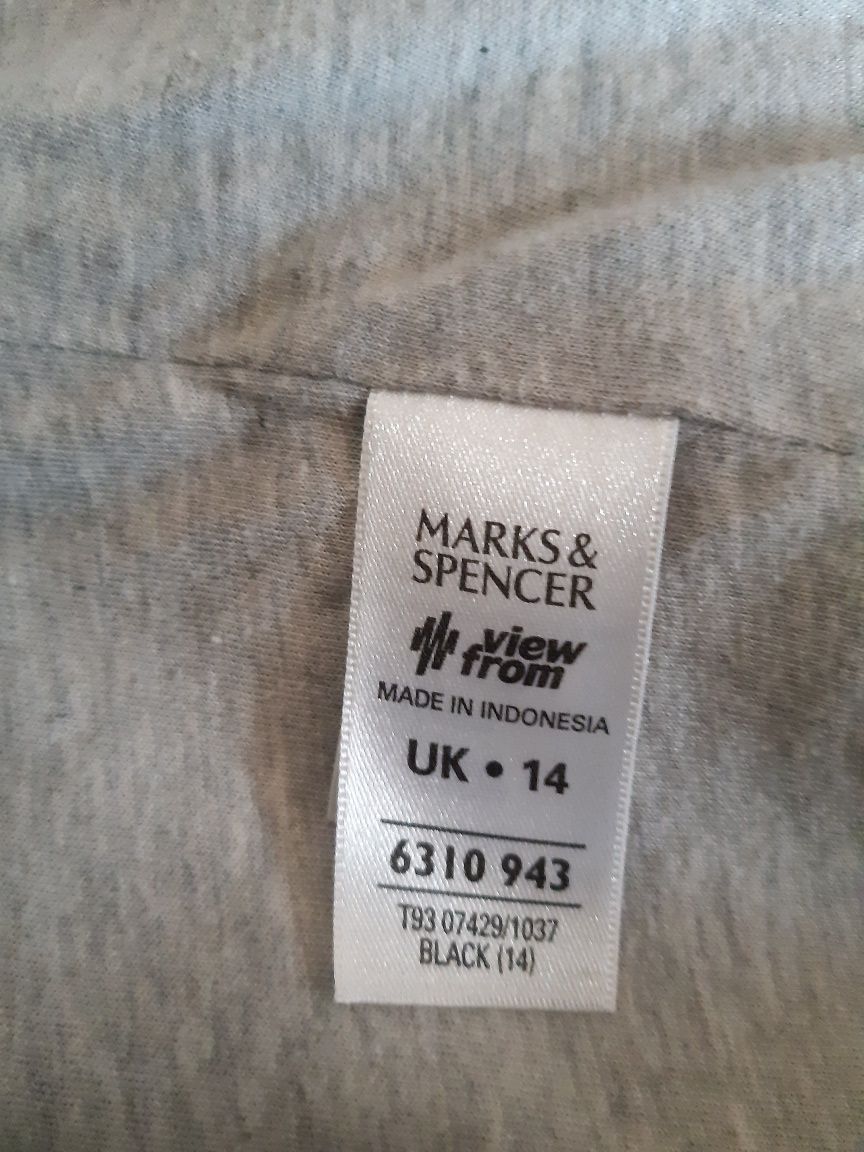 MARKS &
SPENCER
view
from
MADE IN INDONESIA
UK • 14
6310 943
T93 07429/1037
BLACK (14)